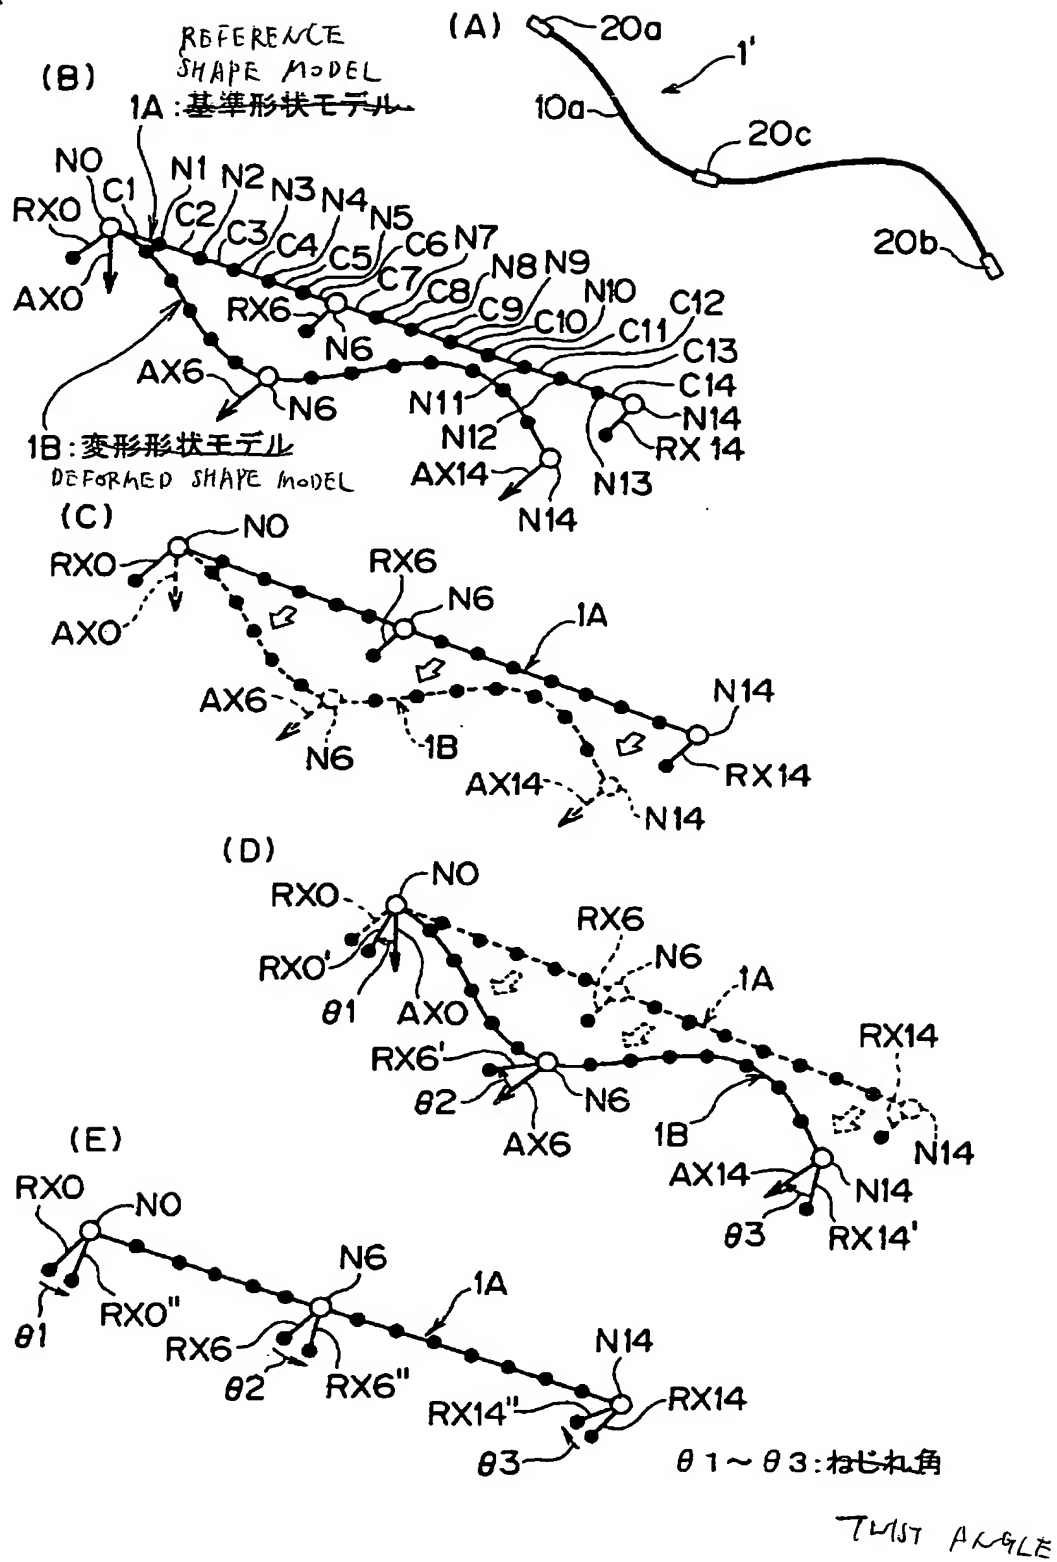 (A)
20a
1'
10a
20c
20b
(B)
REFERENCE
SHAPE MODEL
1A:基準形状モデル
N0
C1
N1
C2
N2
C3
N3
C4
N4
C5
N5
C6
N7
C7
N8
C8
N9
C9
N10
C10
C11
C12
C13
C14
RX0
AX0
RX6
N6
AX6
N6
N11
N12
N14
RX14
AX14
N13
N14
1B:変形形状モデル
DEFORMED SHAPE MODEL
(C)
N0
RX0
RX6
N6
1A
AX0
AX6
N6
1B
N14
RX14
AX14
N14
(D)
N0
RX0
RX6
N6
RX0'
1A
θ1
AX0
RX14
RX6'
θ2
N6
AX6
1B
N14
AX14
N14
θ3
RX14'
(E)
RX0
N0
N6
1A
θ1
RX0"
RX6
N14
θ2
RX6"
RX14"
RX14
θ3
θ1~θ3:ねじれ角
TWIST ANGLE